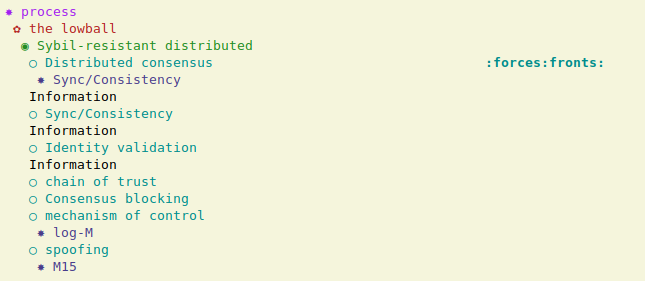 process
the lowball
Sybil-resistant distributed
Distributed consensus :forces:fronts:
Sync/Consistency
Information
Sync/Consistency
Information
Identity validation
Information
chain of trust
Consensus blocking
mechanism of control
log-M
spoofing
M15